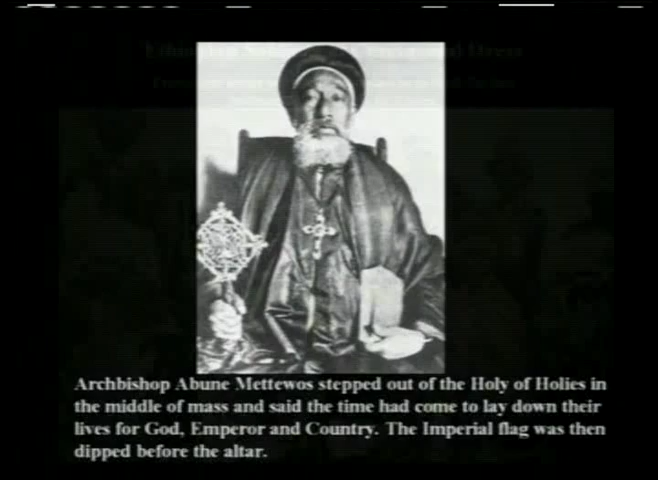 Archbishop Abune Mettewos stepped out of the Holy of Holies in
the middle of mass and said the time had come to lay down their
lives for God, Emperor and Country. The Imperial flag was then
dipped before the altar.